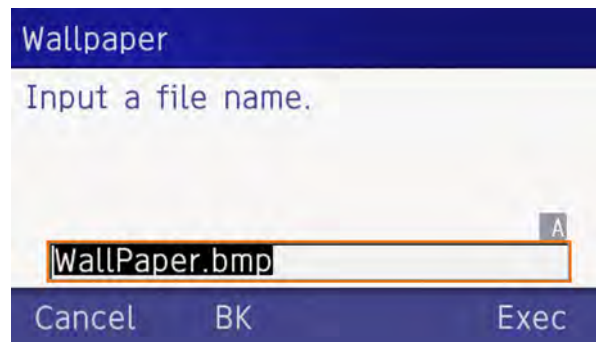 Wallpaper
Input a file name.
A
WallPaper.bmp
Cancel BK Exec